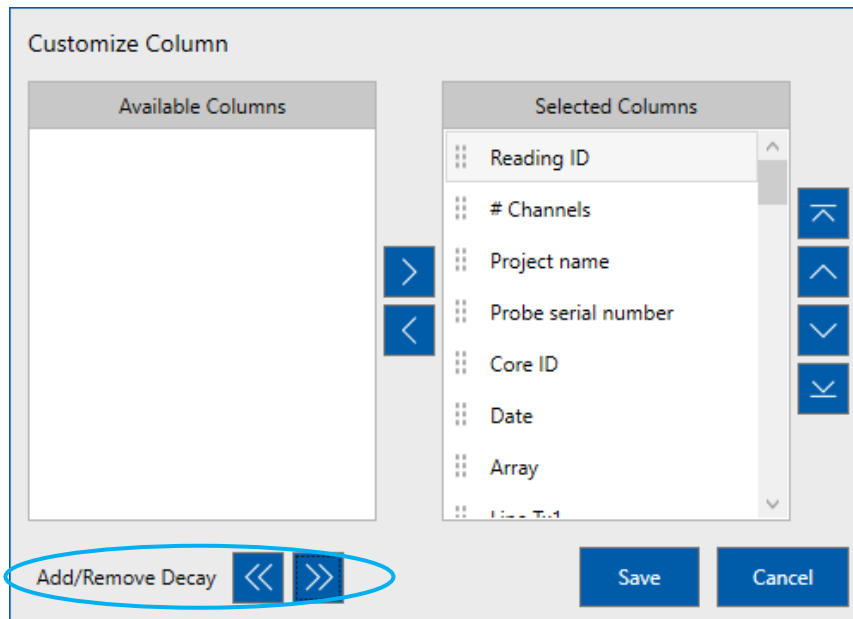 Customize Column
Available Columns
Selected Columns
Reading ID
# Channels
Project name
Probe serial number
Core ID
Date
Array
Add/Remove Decay
Save
Cancel